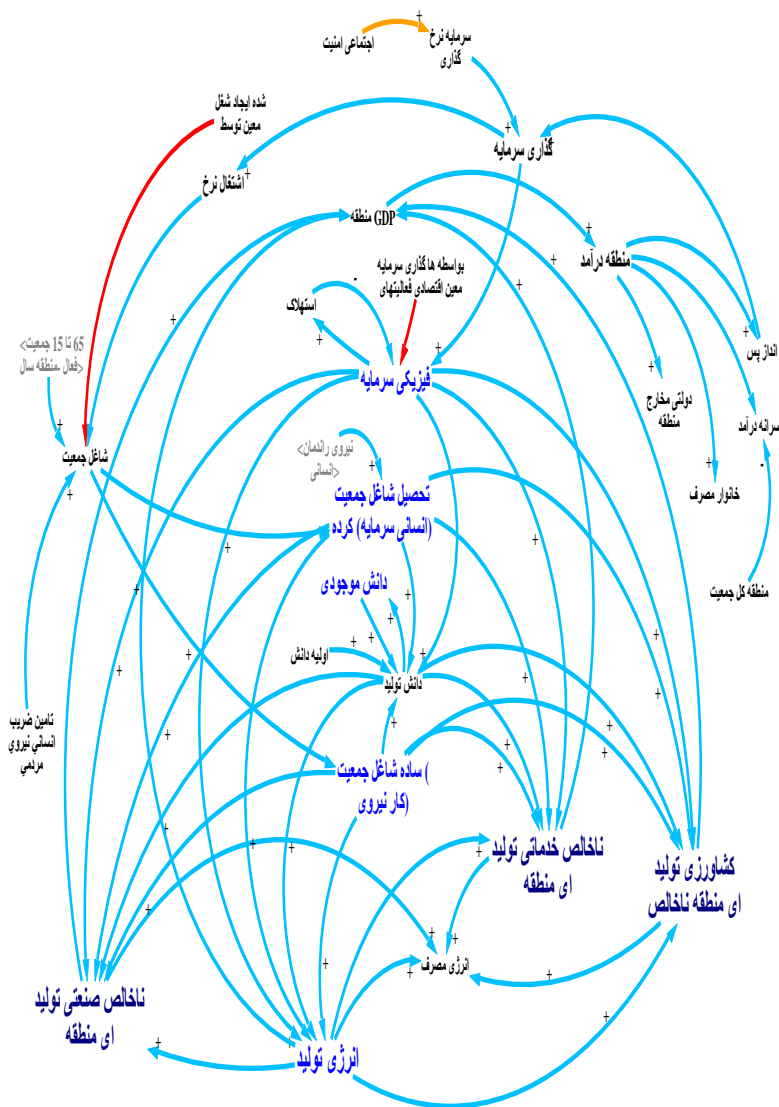 سرمایه نرخ
گذاری
اجتماعی امنیت
شده ایجاد شغل
معین توسط
گذاری سرمایه
اشتغال نرخ
منطقه GDP
منطقه درآمد
بواسطه ها گذاری سرمایه
معین اقتصادی فعالیتهای
استهلاک
<65 تا 15 جمعیت
فعال -منطقه سال>
فیزیکی سرمایه
انداز پس
دولتی مخارج
منطقه
سرانه درآمد
شاغل جمعیت
<نیروی راندمان
انسانی>
خانوار مصرف
تحصیل شاغل جمعیت
(انسانی سرمایه) کرده
دانش موجودی
منطقه کل جمعیت
اولیه دانش
دانش تولید
تامین ضریب
انساني نیروي
مردمي
ساده شاغل جمعیت (
کار نیروی)
ناخالص خدماتی تولید
ای منطقه
کشاورزی تولید
ای منطقه ناخالص
انرژی مصرف
ناخالص صنعتی تولید
ای منطقه
انرژی تولید